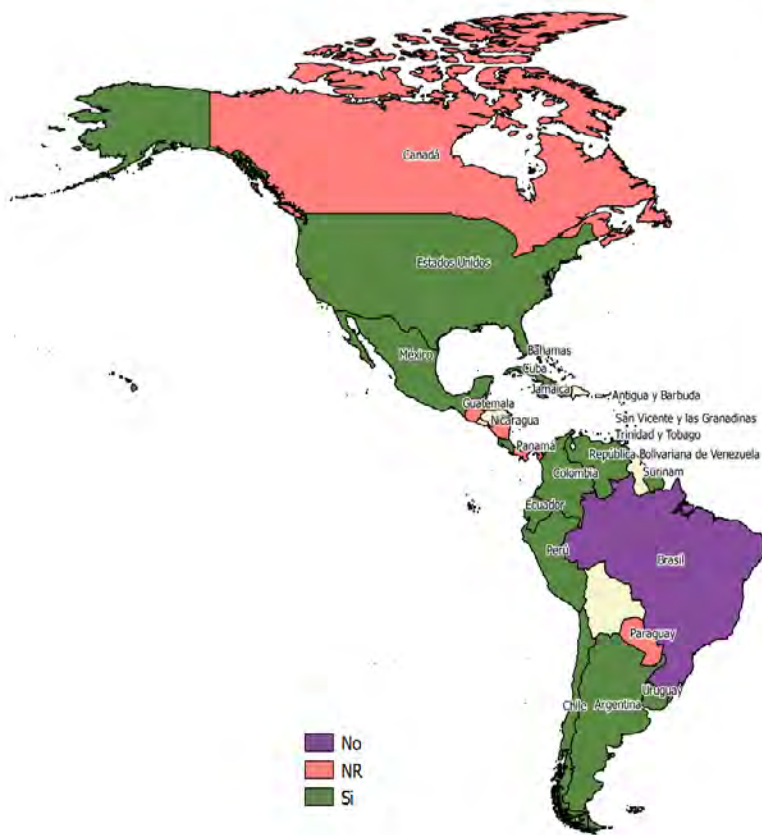 Canadá
Estados Unidos
México
Bahamas
Cuba
Jamaica
Antigua y Barbuda
Guatemala
Nicaragua
San Vicente y las Granadinas
Trinidad y Tobago
Panamá
República Bolivariana de Venezuela
Colombia
Surinam
Ecuador
Perú
Brasil
Paraguay
Uruguay
Chile
Argentina
No
NR
Si